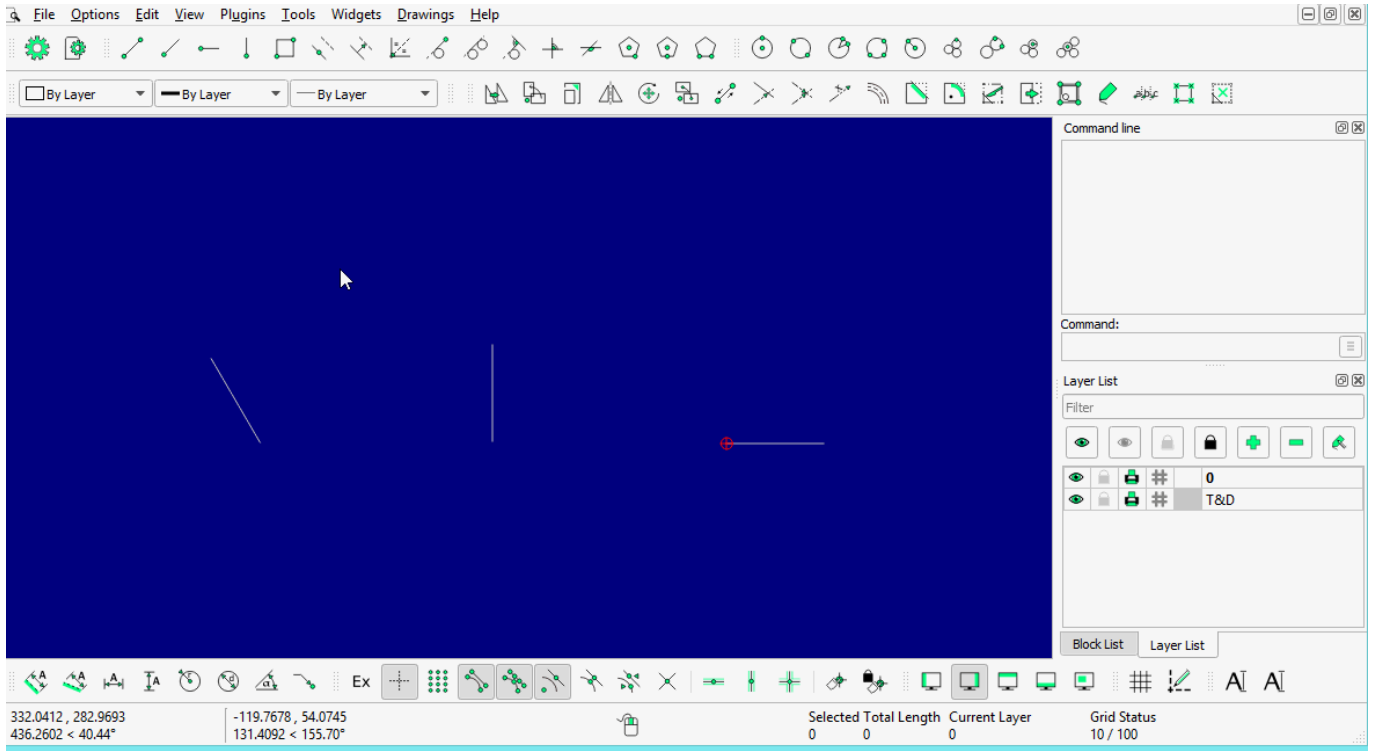 File Options Edit View Plugins Tools Widgets Drawings Help
By Layer By Layer By Layer
Command line
Command:
Layer List
Filter
0
T&D
Block List Layer List
Ex
332.0412 , 282.9693
436.2602 < 40.44°
-119.7678 , 54.0745
131.4092 < 155.70°
Selected Total Length Current Layer Grid Status
0 0 0 10 / 100